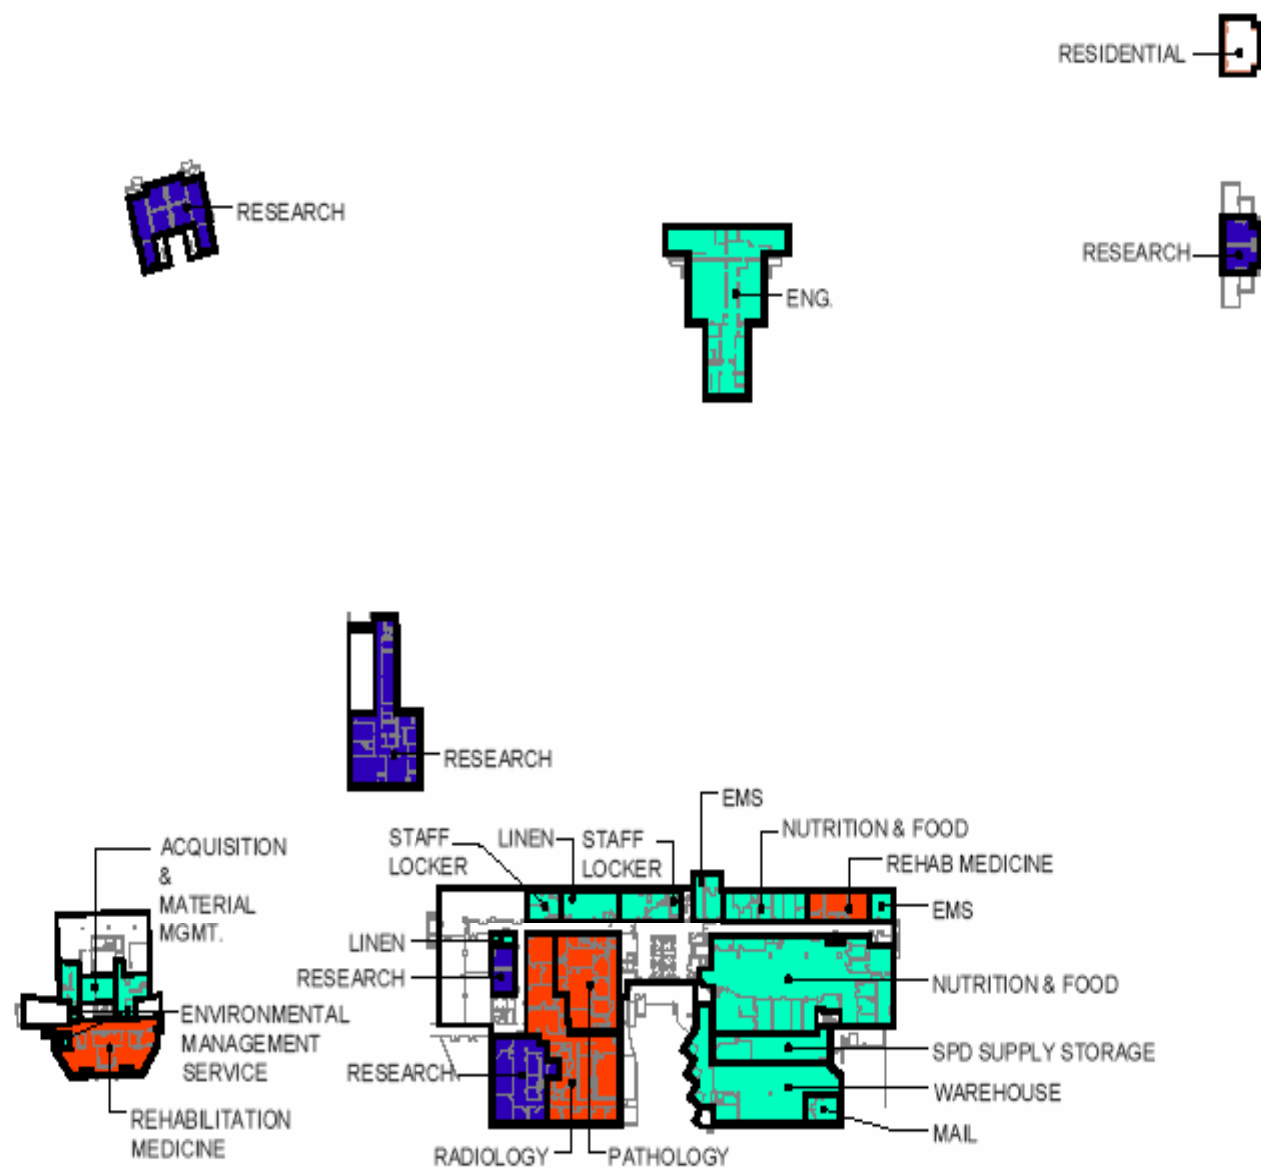 RESIDENTIAL
RESEARCH
RESEARCH
ENG.
RESEARCH
EMS
STAFF
LOCKER
LINEN
STAFF
LOCKER
NUTRITION & FOOD
REHAB MEDICINE
EMS
ACQUISITION
&
MATERIAL
MGMT.
LINEN
RESEARCH
NUTRITION & FOOD
ENVIRONMENTAL
MANAGEMENT
SERVICE
SPD SUPPLY STORAGE
RESEARCH
WAREHOUSE
REHABILITATION
MEDICINE
MAIL
RADIOLOGY
PATHOLOGY